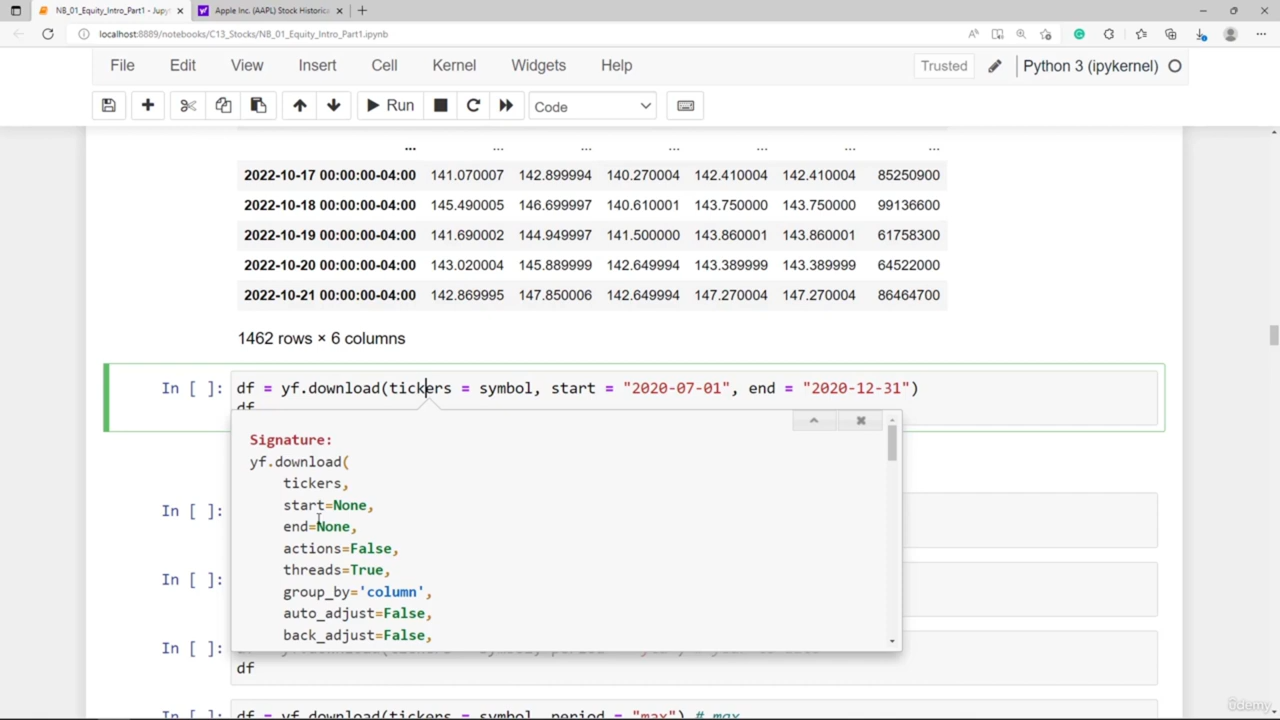 NB_01_Equity_Intro_Part1 - Jupy
Apple Inc. (AAPL) Stock Historica
localhost:8889/notebooks/C13_Stocks/NB_01_Equity_Intro_Part1.ipynb
File Edit View Insert Cell Kernel Widgets Help Trusted Python 3 (ipykernel)
Run Code
... ... ... ... ... ... ...
2022-10-17 00:00:00-04:00 141.070007 142.899994 140.270004 142.410004 142.410004 85250900
2022-10-18 00:00:00-04:00 145.490005 146.699997 140.610001 143.750000 143.750000 99136600
2022-10-19 00:00:00-04:00 141.690002 144.949997 141.500000 143.860001 143.860001 61758300
2022-10-20 00:00:00-04:00 143.020004 145.889999 142.649994 143.389999 143.389999 64522000
2022-10-21 00:00:00-04:00 142.869995 147.850006 142.649994 147.270004 147.270004 86464700
1462 rows × 6 columns
In [ ]: df = yf.download(tickers = symbol, start = "2020-07-01", end = "2020-12-31")
df
Signature:
yf.download(
tickers,
start=None,
In [ ]:
end=None,
actions=False,
threads=True,
In [ ]:
group_by='column',
auto_adjust=False,
back_adjust=False,
In [ ]:
df
In [ ]: df = yf.download(tickers = symbol, period = "max") # max
ûdemy